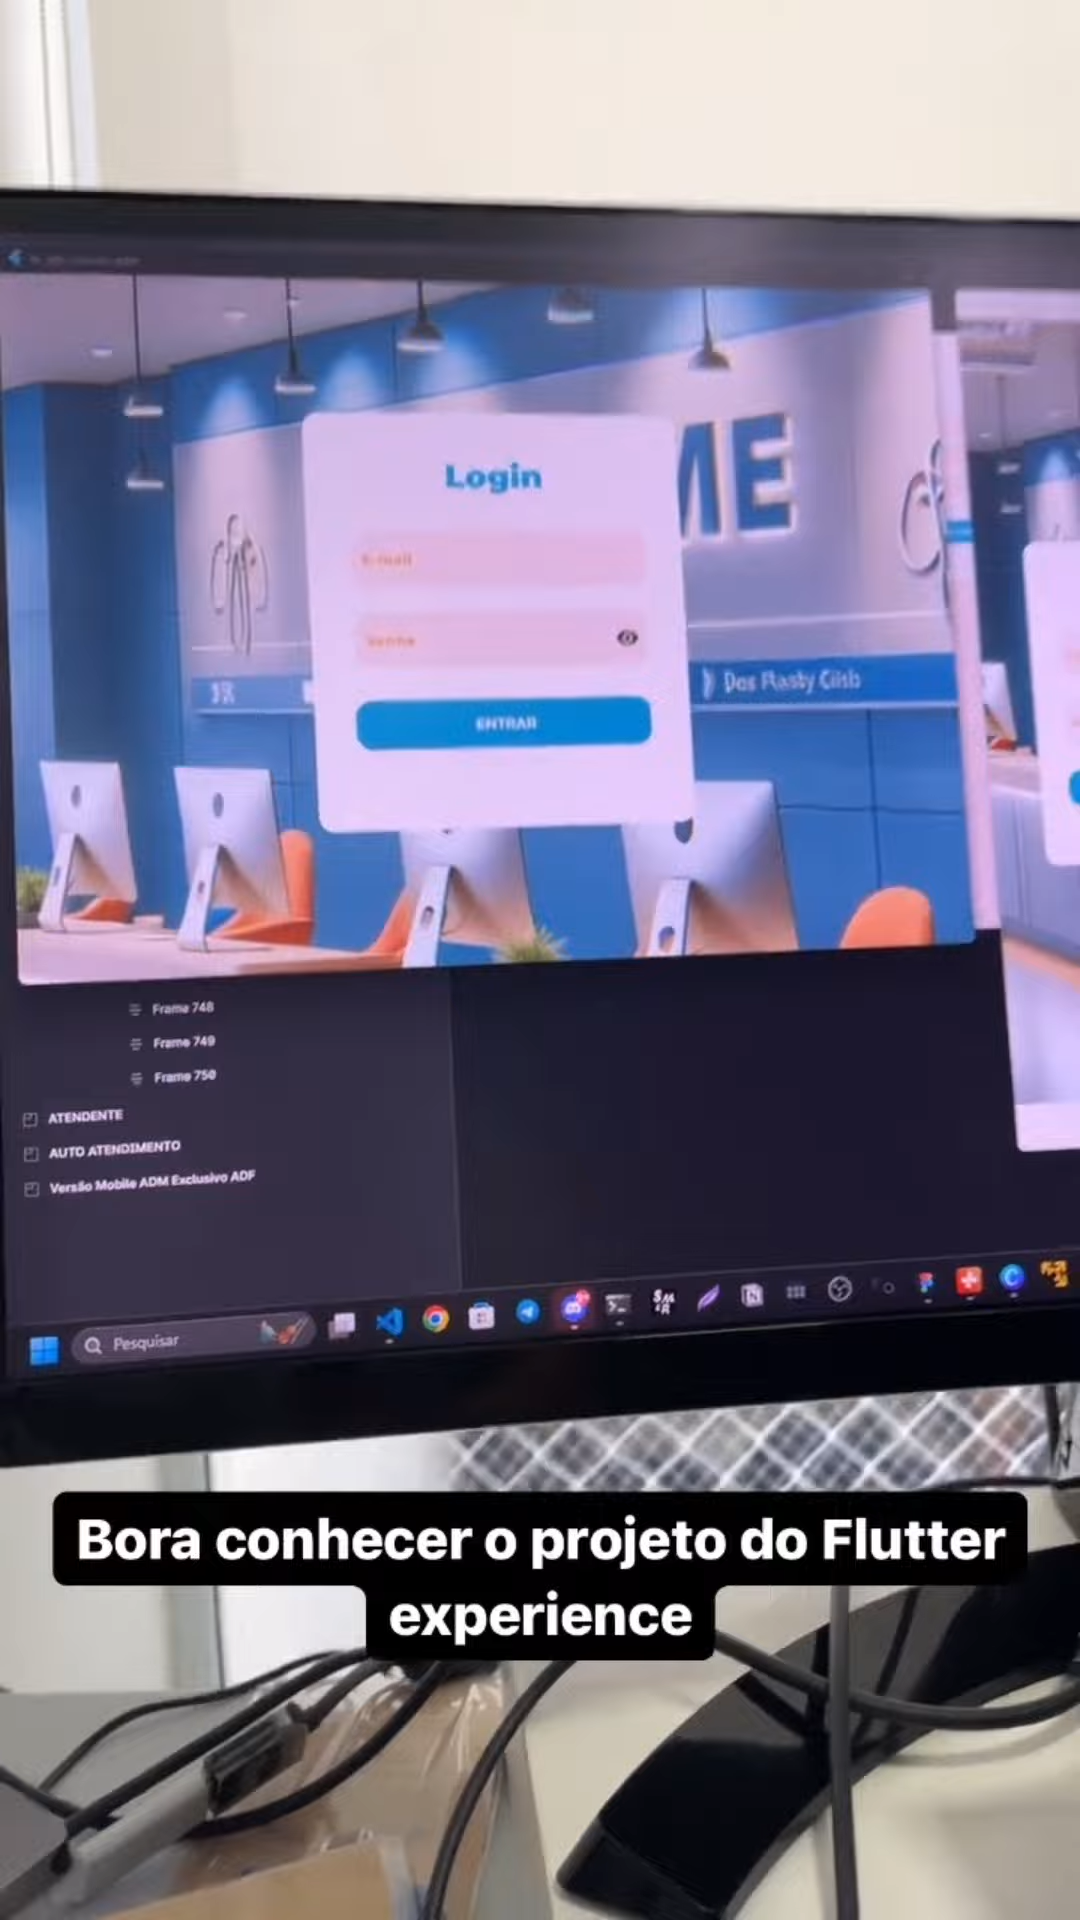 Login
E-mail
ME
Senha
ENTRAR
Frame 748
Frame 749
Frame 750
ATENDENTE
AUTO ATENDIMENTO
Versão Mobile ADM Exclusivo ADF
Pesquisar
Bora conhecer o projeto do Flutter
experience